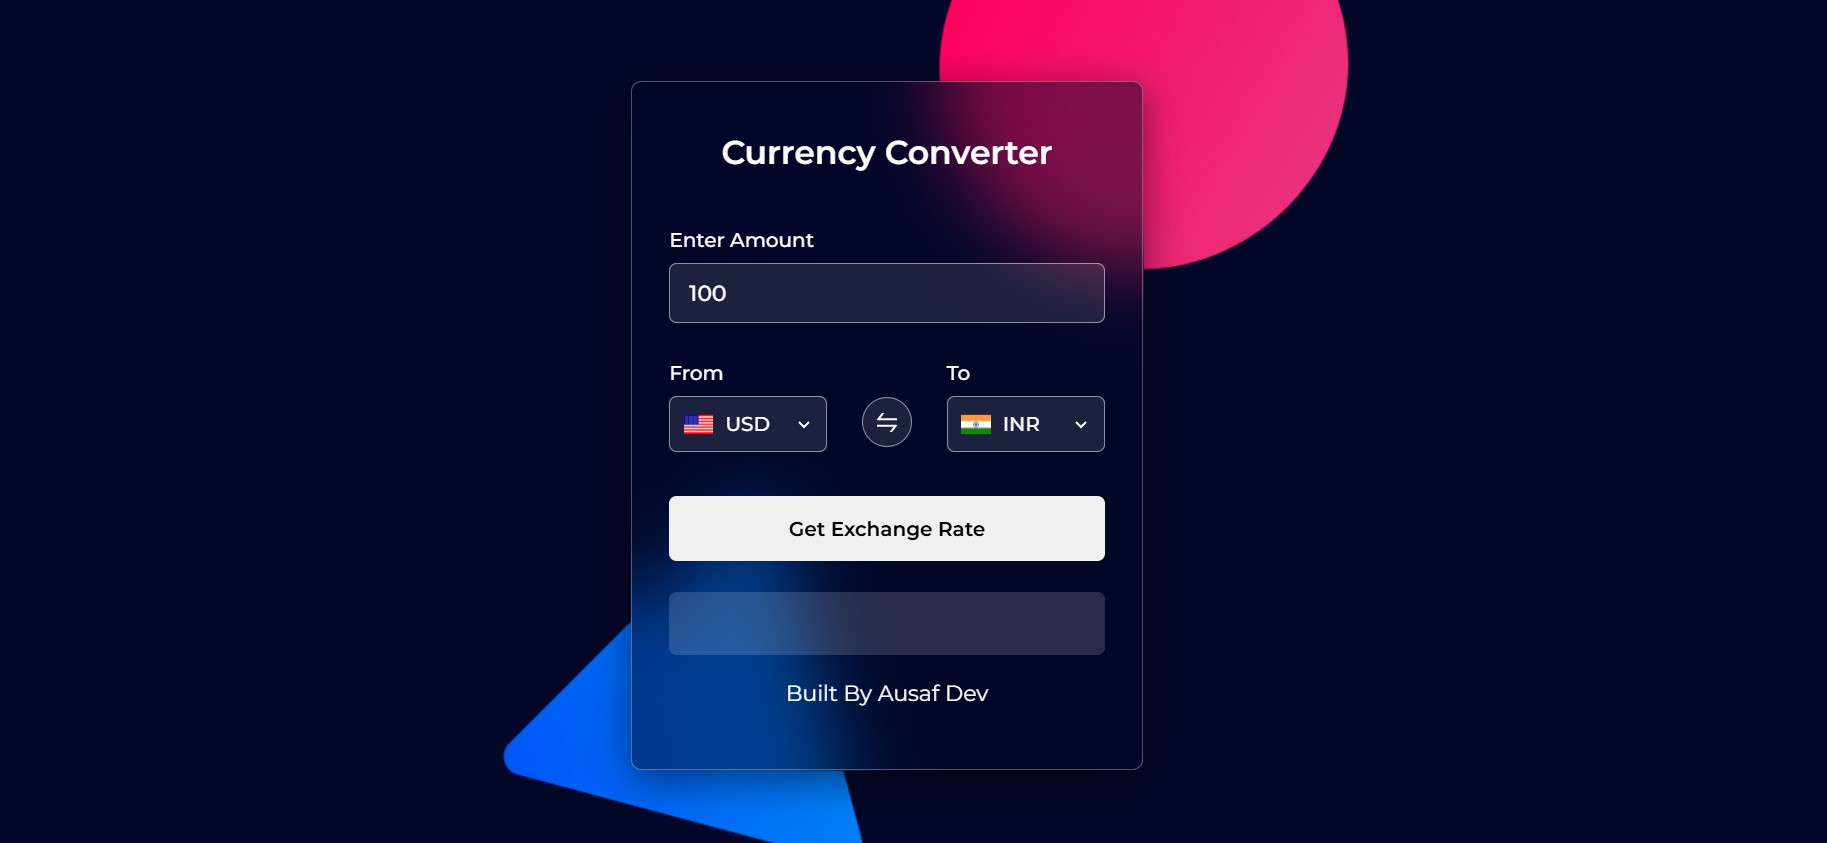 Currency Converter
Enter Amount
100
From
To
USD
INR
Get Exchange Rate
Built By Ausaf Dev